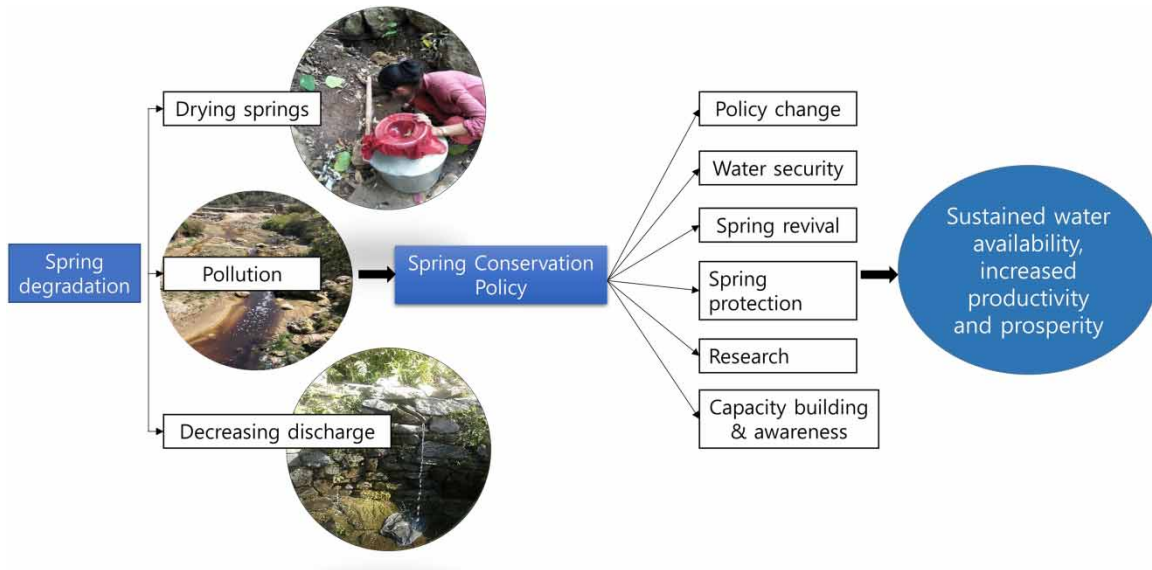 Spring
degradation
Drying springs
Pollution
Decreasing discharge
Spring Conservation
Policy
Policy change
Water security
Spring revival
Spring
protection
Research
Capacity building
& awareness
Sustained water
availability,
increased
productivity
and prosperity